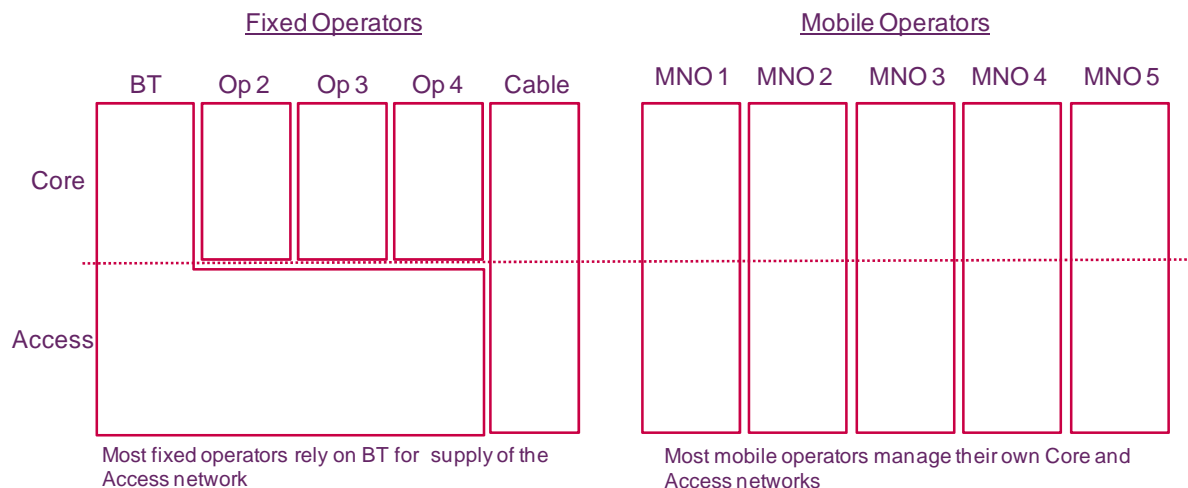 Fixed Operators
Mobile Operators
BT
Op 2
Op 3
Op 4
Cable
MNO 1
MNO 2
MNO 3
MNO 4
MNO 5
Core
Access
Most fixed operators rely on BT for supply of the
Access network
Most mobile operators manage their own Core and
Access networks